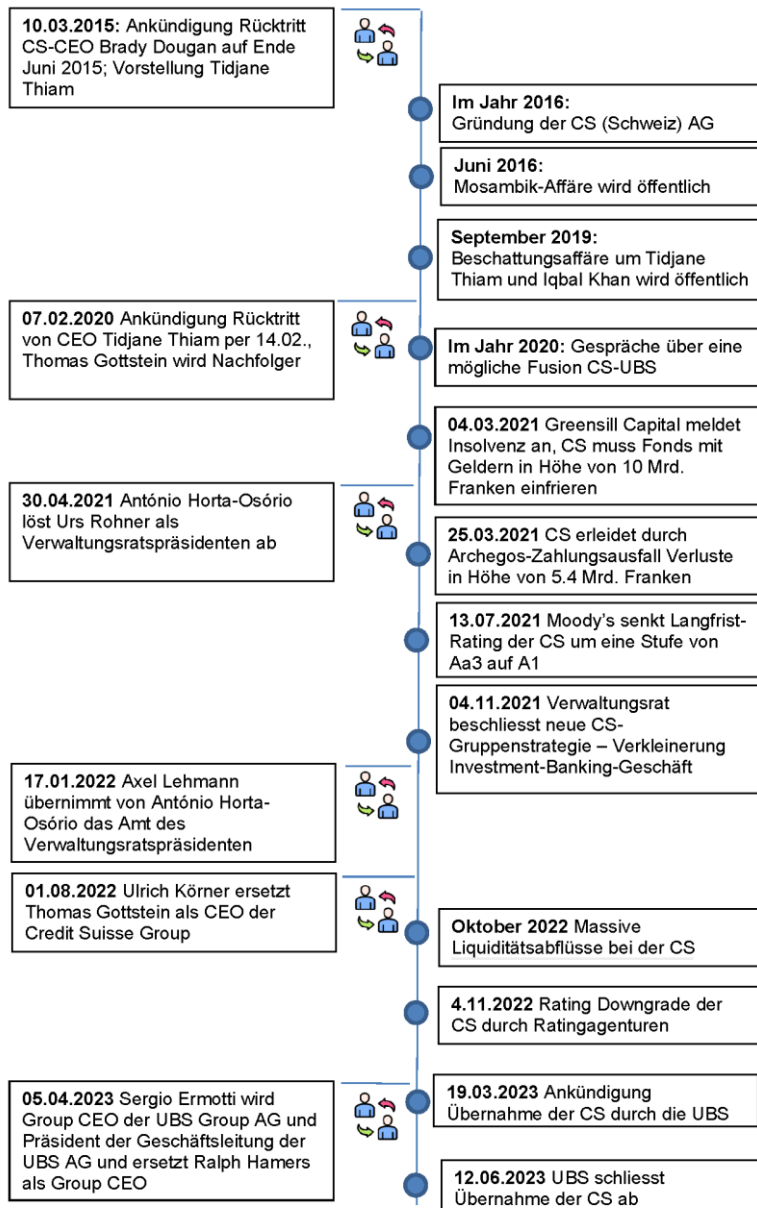 10.03.2015: Ankündigung Rücktritt
CS-CEO Brady Dougan auf Ende
Juni 2015; Vorstellung Tidjane
Thiam
Im Jahr 2016:
Gründung der CS (Schweiz) AG
Juni 2016:
Mosambik-Affäre wird öffentlich
September 2019:
Beschattungsaffäre um Tidjane
Thiam und Iqbal Khan wird öffentlich
07.02.2020 Ankündigung Rücktritt
von CEO Tidjane Thiam per 14.02.,
Thomas Gottstein wird Nachfolger
Im Jahr 2020: Gespräche über eine
mögliche Fusion CS-UBS
04.03.2021 Greensill Capital meldet
Insolvenz an, CS muss Fonds mit
Geldern in Höhe von 10 Mrd.
Franken einfrieren
30.04.2021 António Horta-Osório
löst Urs Rohner als
Verwaltungsratspräsidenten ab
25.03.2021 CS erleidet durch
Archegos-Zahlungsausfall Verluste
in Höhe von 5.4 Mrd. Franken
13.07.2021 Moody's senkt Langfrist-
Rating der CS um eine Stufe von
Aa3 auf A1
04.11.2021 Verwaltungsrat
beschliesst neue CS-
Gruppenstrategie – Verkleinerung
Investment-Banking-Geschäft
17.01.2022 Axel Lehmann
übernimmt von António Horta-
Osório das Amt des
Verwaltungsratspräsidenten
01.08.2022 Ulrich Körner ersetzt
Thomas Gottstein als CEO der
Credit Suisse Group
Oktober 2022 Massive
Liquiditätsabflüsse bei der CS
4.11.2022 Rating Downgrade der
CS durch Ratingagenturen
19.03.2023 Ankündigung
Übernahme der CS durch die UBS
05.04.2023 Sergio Ermotti wird
Group CEO der UBS Group AG und
Präsident der Geschäftsleitung der
UBS AG und ersetzt Ralph Hamers
als Group CEO
12.06.2023 UBS schliesst
Übernahme der CS ab